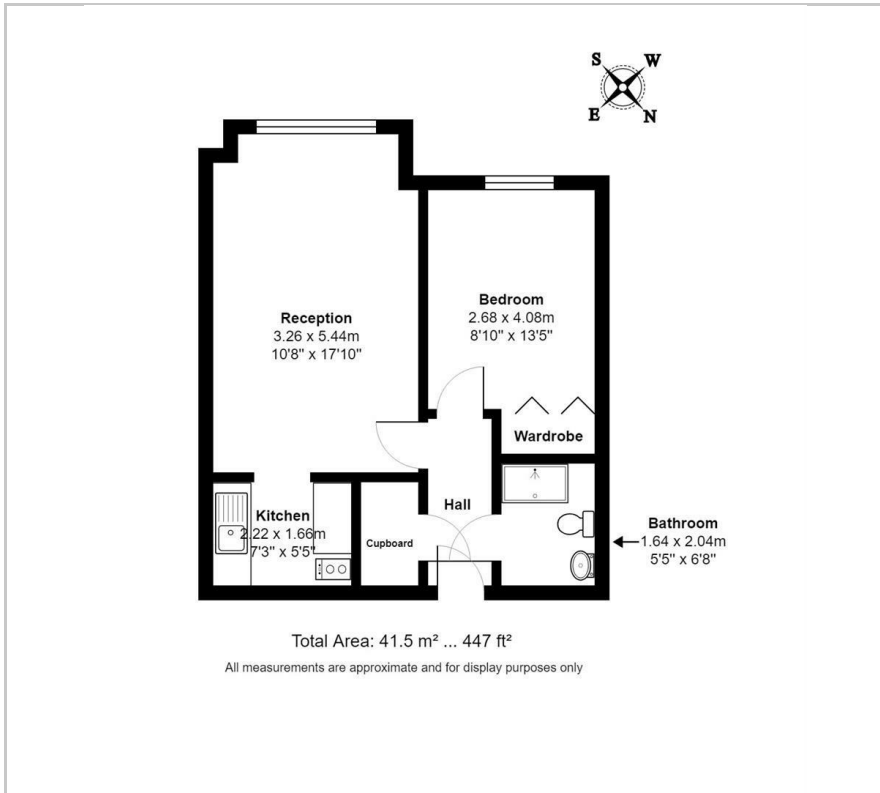 S W
E N
Reception
3.26 x 5.44m
10'8" x 17'10"
Bedroom
2.68 x 4.08m
8'10" x 13'5"
Wardrobe
Kitchen
2.22 x 1.66m
7'3" x 5'5"
Cupboard
Hall
Bathroom
1.64 x 2.04m
5'5" x 6'8"
Total Area: 41.5 m² ... 447 ft²
All measurements are approximate and for display purposes only